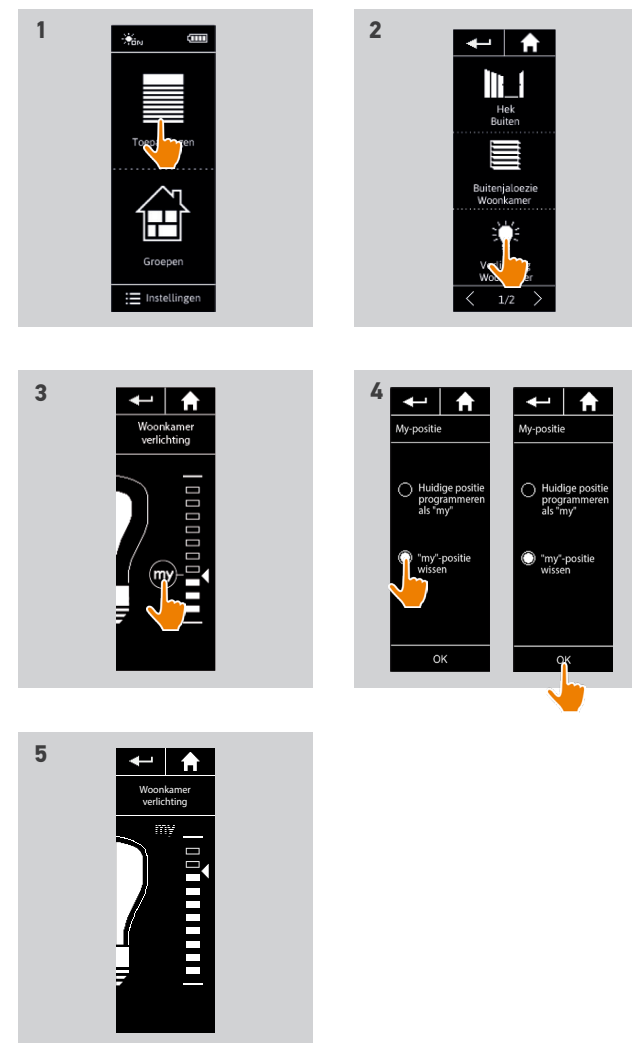 1
ON
Groepen
Instellingen
2
Hek
Buiten
Buitenjaloezie
Woonkamer
1/2
3
Woonkamer
verlichting
my
4
My-positie
Huidige positie
programmeren
als "my"
"my"-positie
wissen
OK
My-positie
Huidige positie
programmeren
als "my"
"my"-positie
wissen
OK
5
Woonkamer
verlichting
my